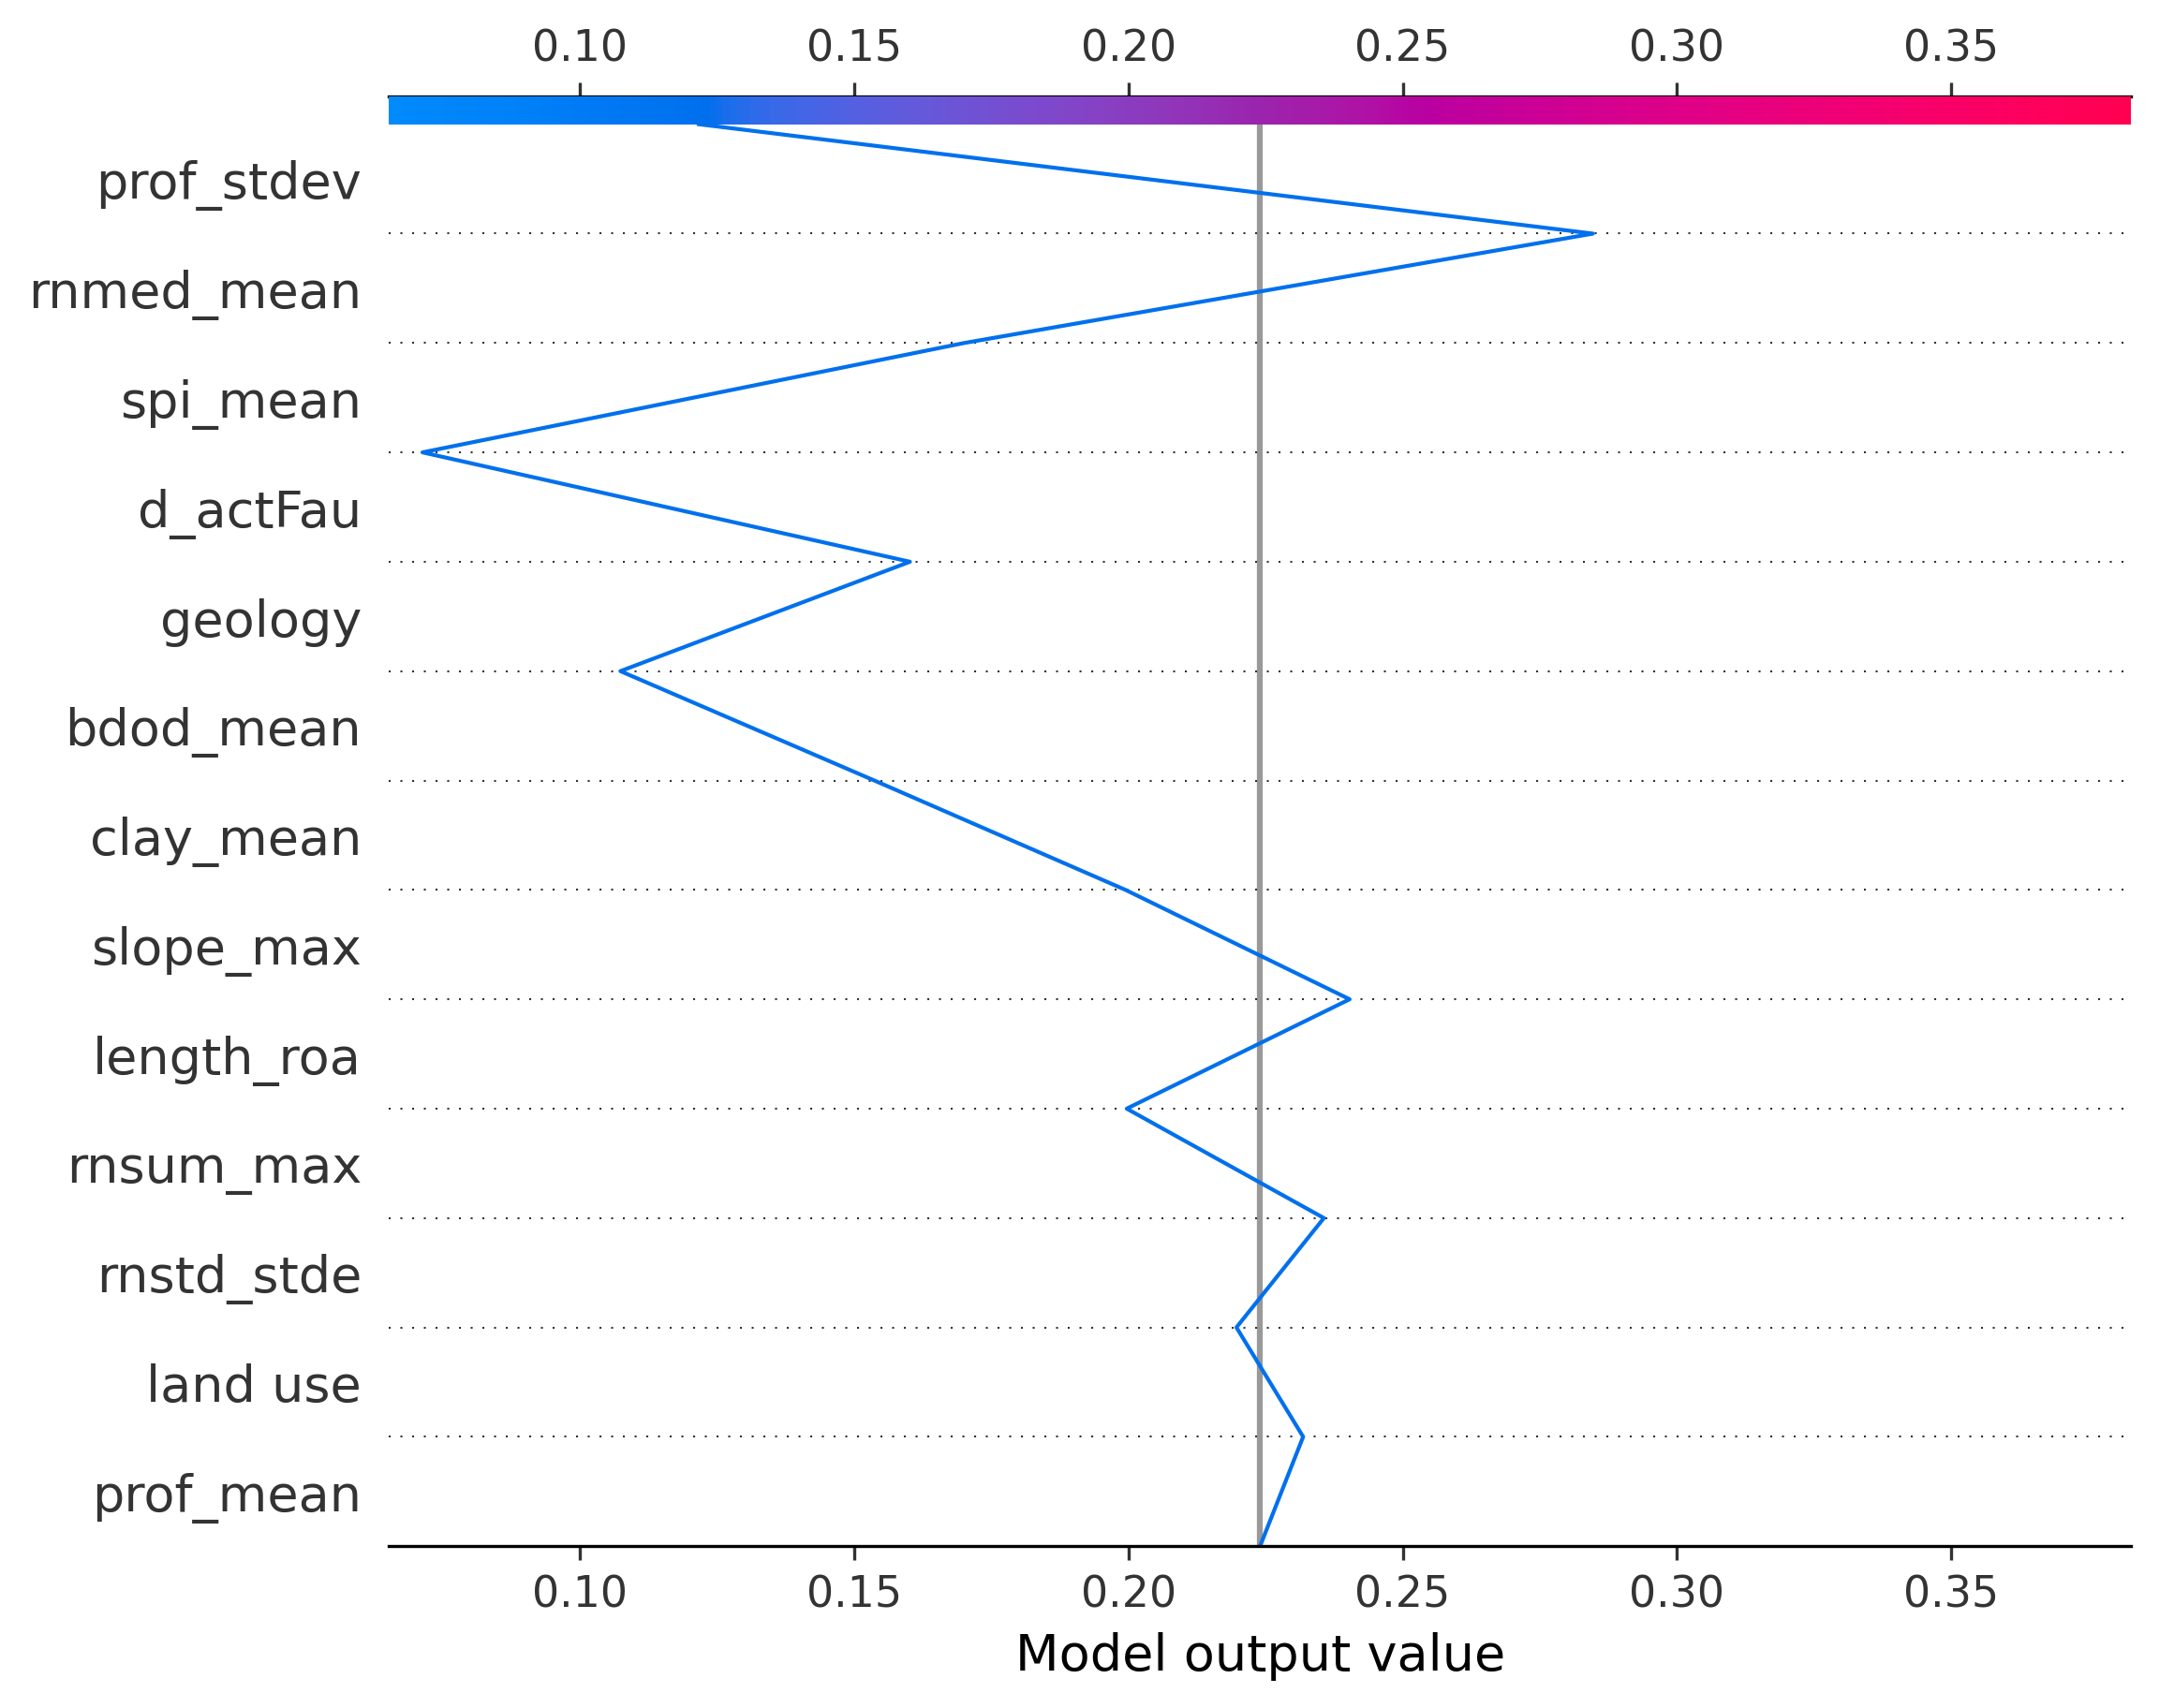 0.10 0.15 0.20 0.25 0.30 0.35
prof_stdev
rnmed_mean
spi_mean
d_actFau
geology
bdod_mean
clay_mean
slope_max
length_roa
rnsum_max
rnstd_stde
land use
prof_mean
0.10 0.15 0.20 0.25 0.30 0.35
Model output value